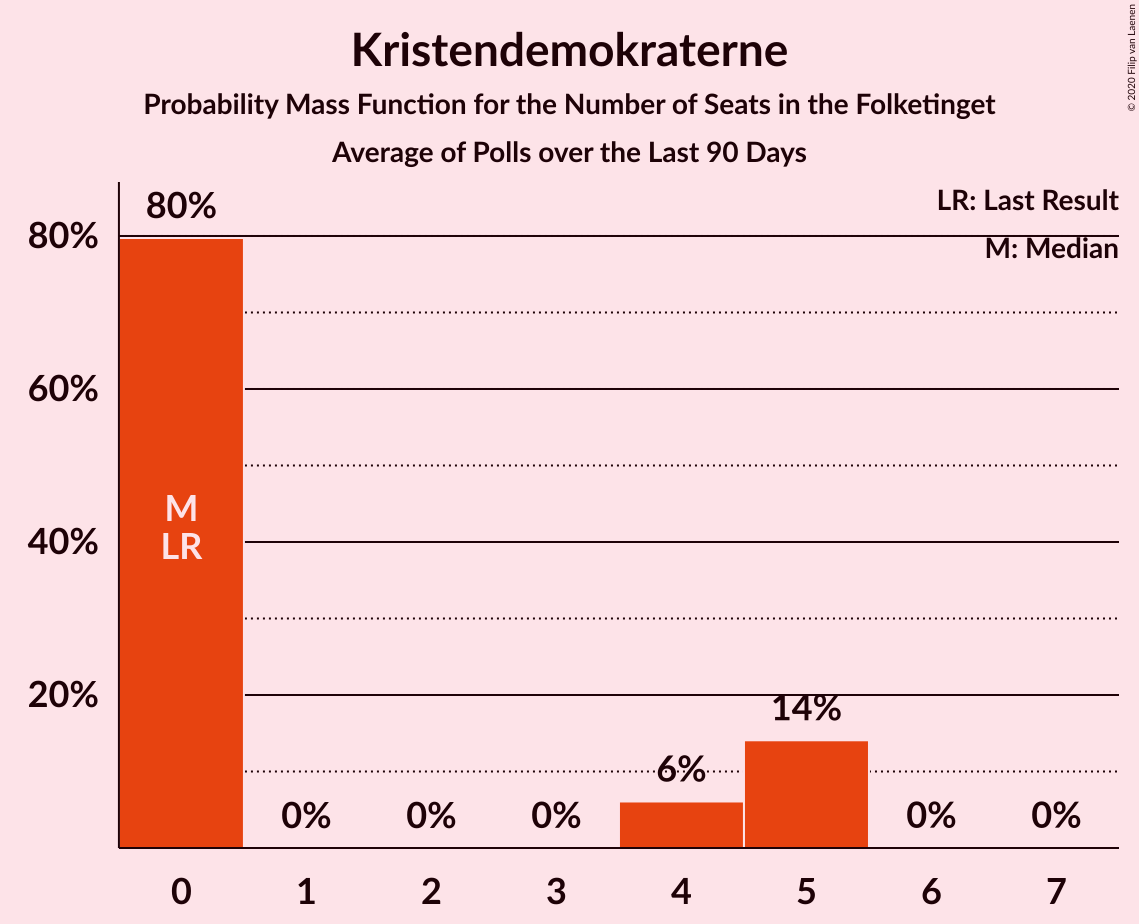 Kristendemokraterne
Probability Mass Function for the Number of Seats in the Folketinget
Average of Polls over the Last 90 Days
© 2020 Filip van Laenen
LR: Last Result
M: Median
80%
60%
40%
20%
80%
M
LR
0%
0%
0%
6%
14%
0%
0%
0 1 2 3 4 5 6 7